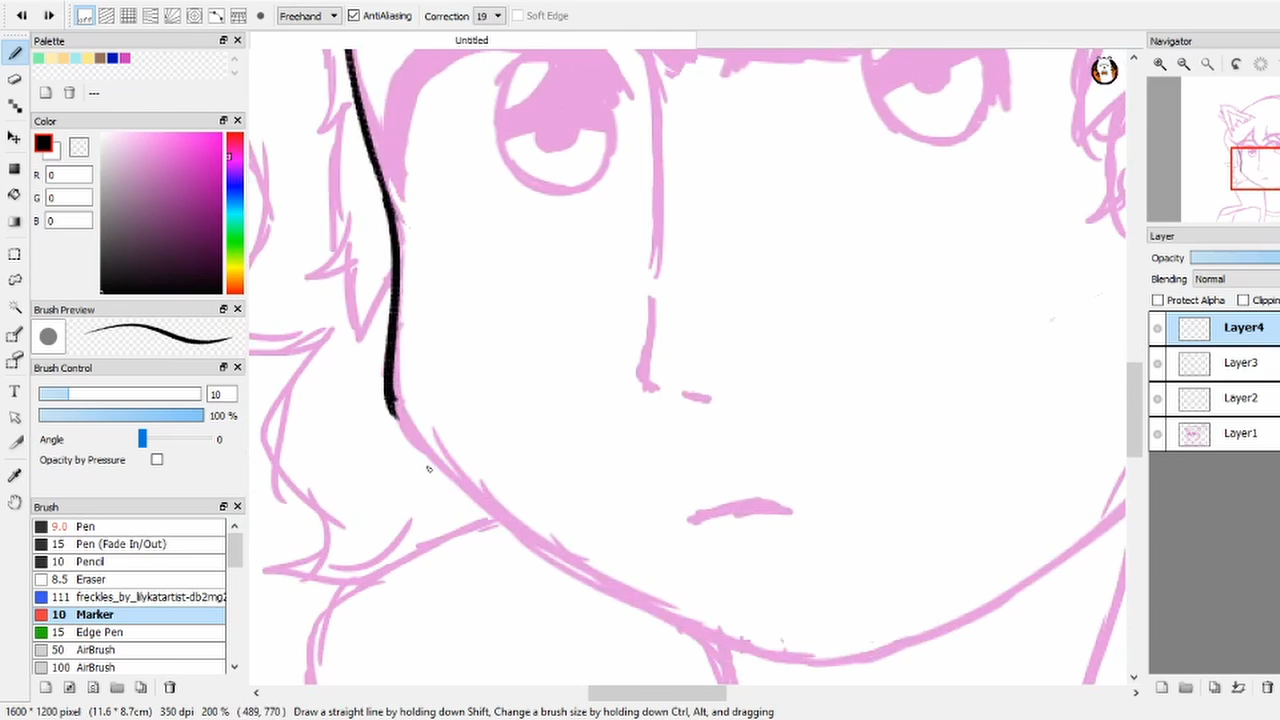 off Freehand AntiAliasing Correction 19 Soft Edge
Palette
Untitled
Navigator
---
Color
R 0
G 0
B 0
Brush Preview
Brush Control
10
100 %
Angle 0
Opacity by Pressure
Brush
9.0 Pen
15 Pen (Fade In/Out)
10 Pencil
8.5 Eraser
111 freckles_by_lilykatartist-db2mg2
10 Marker
15 Edge Pen
50 AirBrush
100 AirBrush
Layer
Opacity
Blending Normal
Protect Alpha Clippin
Layer4
Layer3
Layer2
Layer1
T
1600 * 1200 pixel (11.6 * 8.7cm) 350 dpi 200 % ( 489, 770 ) Draw a straight line by holding down Shift, Change a brush size by holding down Ctrl, Alt, and dragging